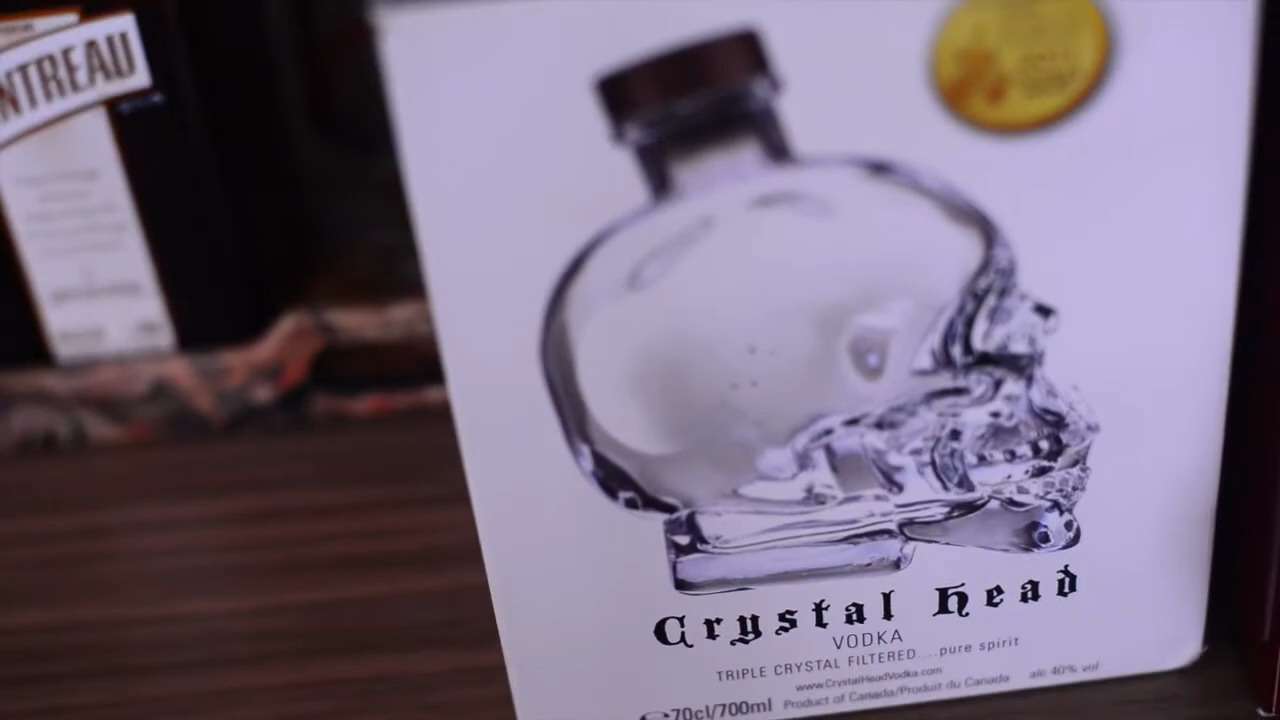 NTREAU
Crystal Head
VODKA
TRIPLE CRYSTAL FILTERED....pure spirit
www.CrystalHeadVodka.com
℮70cl/700ml Product of Canada/Produit du Canada alc 40% vol